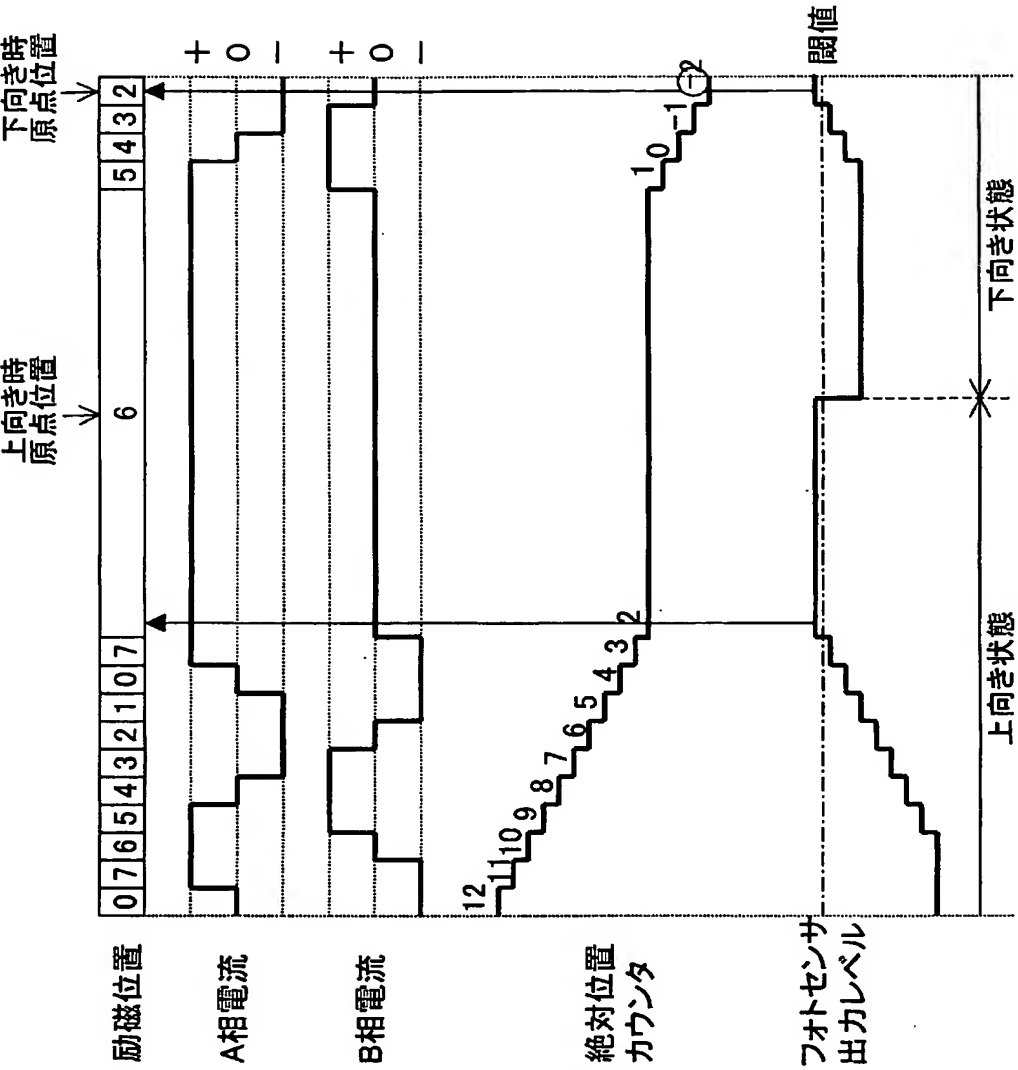 下向き時
原点位置
上向き時
原点位置
励磁位置
0 7 6 5 4 3 2 1 0 7 6 5 4 3 2
A相電流
+
0
−
B相電流
+
0
−
絶対位置
カウンタ
12 11 10 9 8 7 6 5 4 3 2 1 0 -1 -2
フォトセンサ
出力レベル
閾値
上向き状態
下向き状態